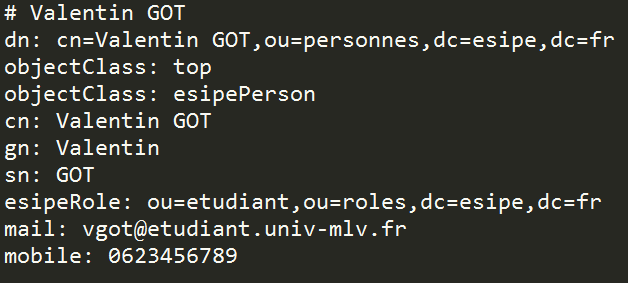 # Valentin GOT
dn: cn=Valentin GOT,ou=personnes,dc=esipe,dc=fr
objectClass: top
objectClass: esipePerson
cn: Valentin GOT
gn: Valentin
sn: GOT
esipeRole: ou=etudiant,ou=roles,dc=esipe,dc=fr
mail: vgot@etudiant.univ-mlv.fr
mobile: 0623456789